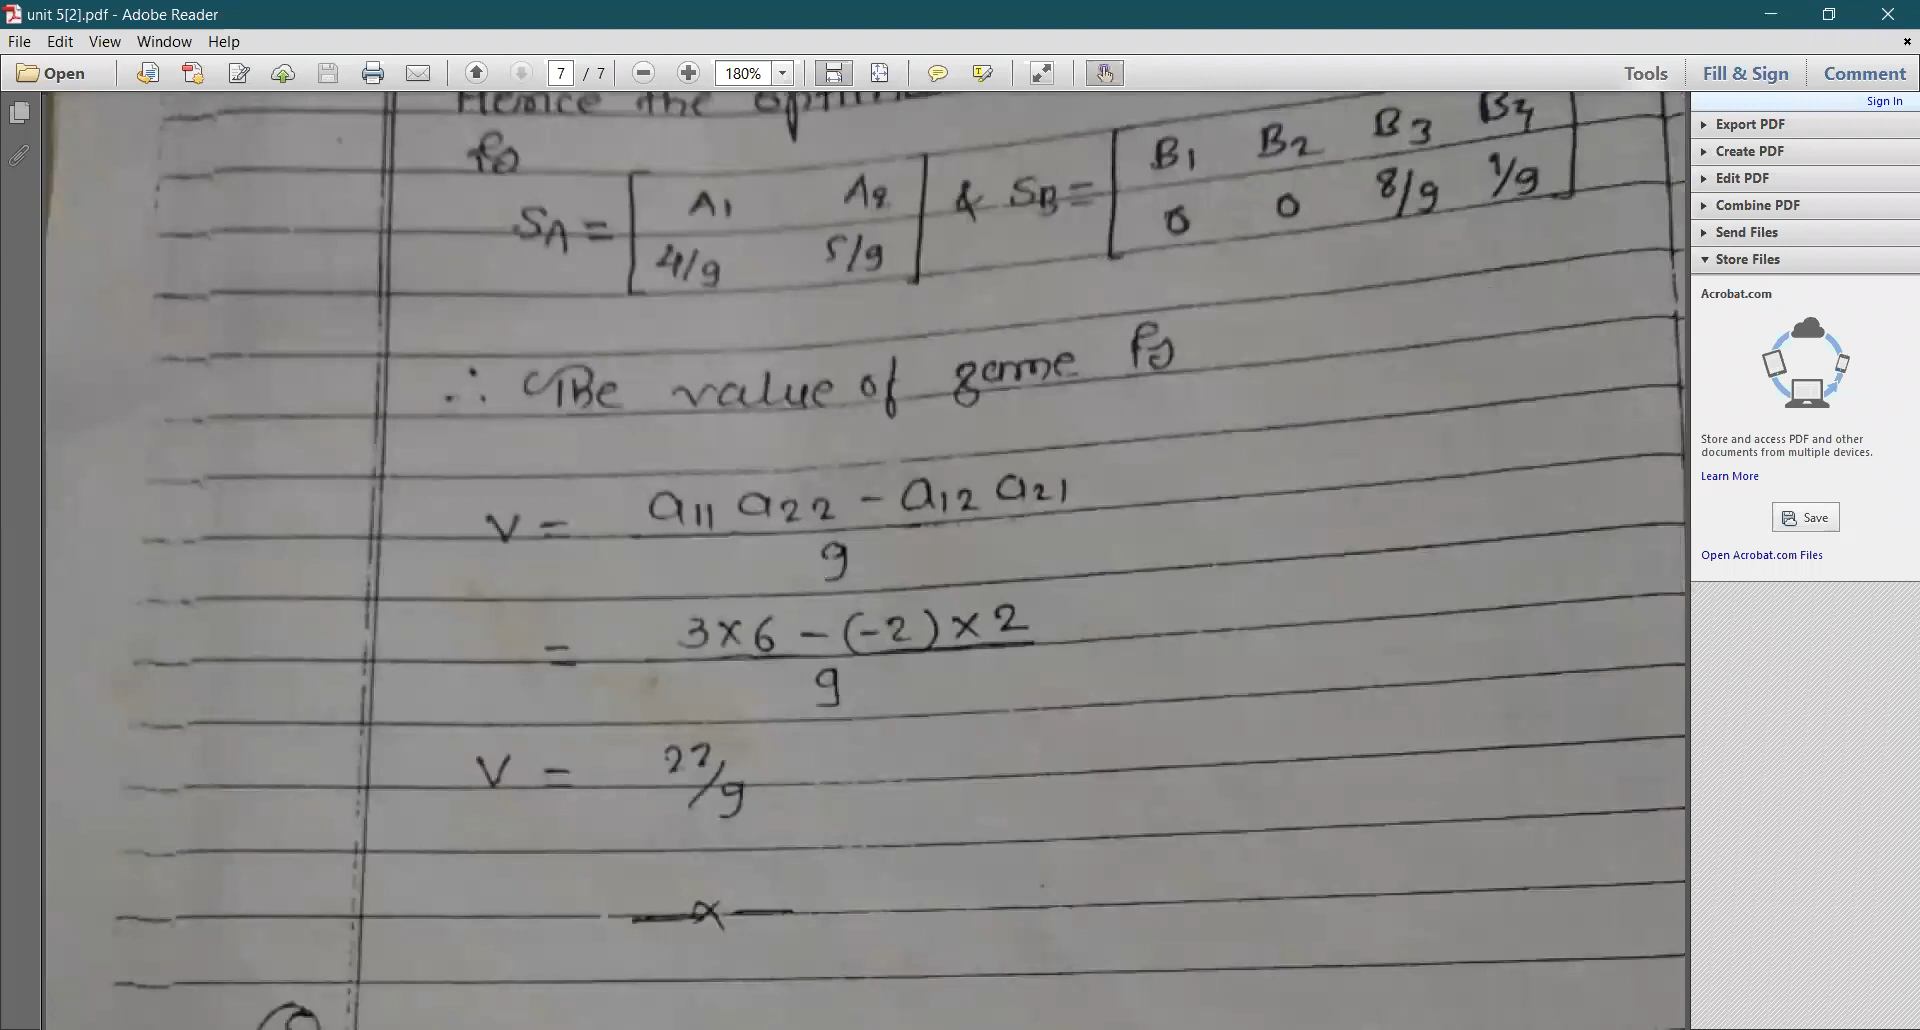 unit 5[2].pdf - Adobe Reader
File Edit View Window Help
Open 7 / 7 180% Tools Fill & Sign Comment
Sign In
Export PDF
Create PDF
Edit PDF
Combine PDF
Send Files
Store Files
Acrobat.com
Store and access PDF and other
documents from multiple devices.
Learn More
Save
Open Acrobat.com Files
Hence the
is
SA = [ A1 A2 & SB = [ B1 B2 B3 B4
4/9 5/9 ] 0 0 8/9 1/9 ]
∴ The value of game is
V = a11 a22 - a12 a21
9
= 3×6 - (-2)×2
9
V = 22/9